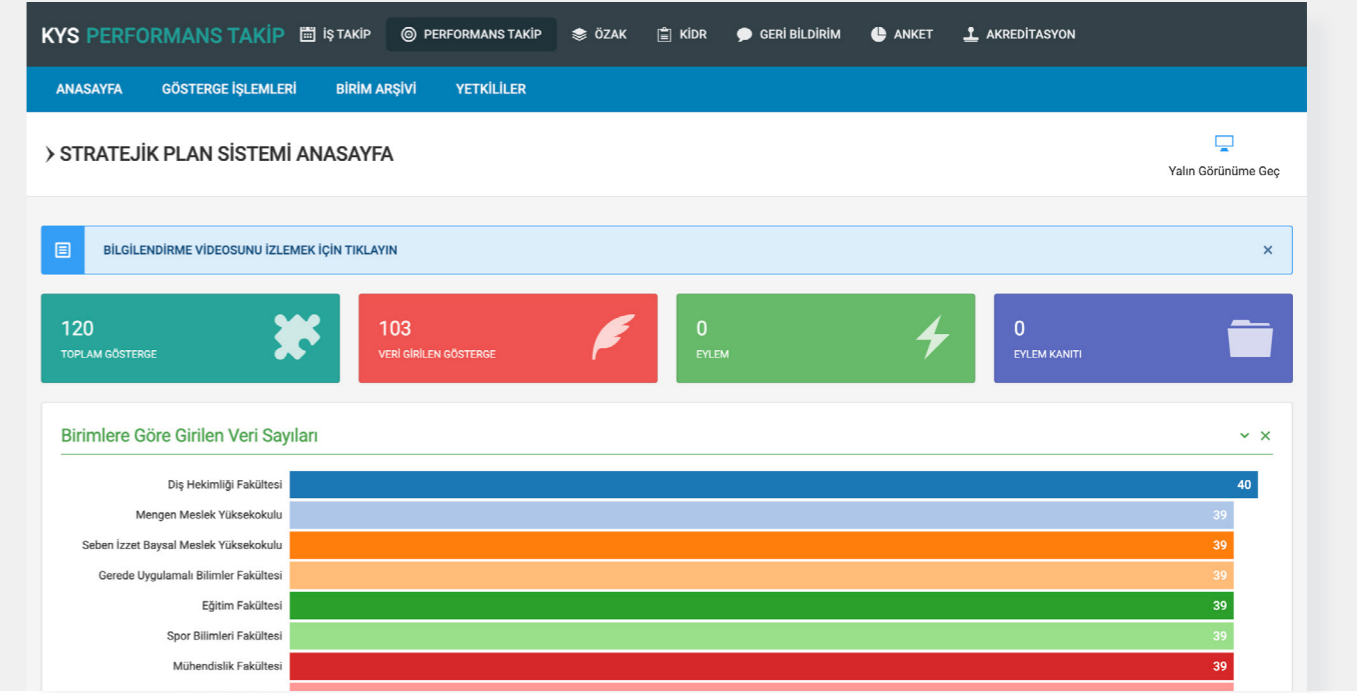 KYS PERFORMANS TAKİP İŞ TAKİP PERFORMANS TAKİP ÖZAK KİDR GERİ BİLDİRİM ANKET AKREDİTASYON
ANASAYFA GÖSTERGE İŞLEMLERİ BİRİM ARŞİVİ YETKİLİLER
STRATEJİK PLAN SİSTEMİ ANASAYFA
Yalın Görünüme Geç
BİLGİLENDİRME VİDEOSUNU İZLEMEK İÇİN TIKLAYIN
120
TOPLAM GÖSTERGE
103
VERİ GİRİLEN GÖSTERGE
0
EYLEM
0
EYLEM KANITI
Birimlere Göre Girilen Veri Sayıları
Diş Hekimliği Fakültesi 40
Mengen Meslek Yüksekokulu 39
Seben İzzet Baysal Meslek Yüksekokulu 39
Gerede Uygulamalı Bilimler Fakültesi 39
Eğitim Fakültesi 39
Spor Bilimleri Fakültesi 39
Mühendislik Fakültesi 39